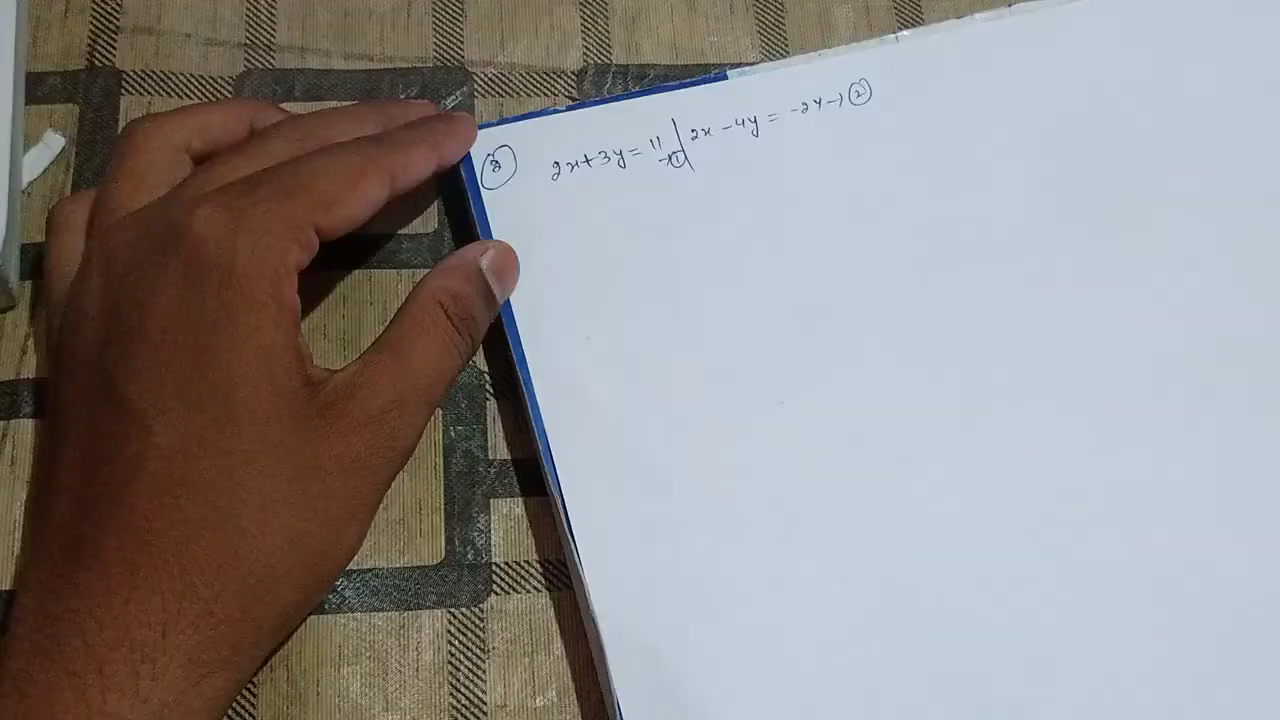 ③ 2x+3y=11 →① | 2x-4y=-24→②